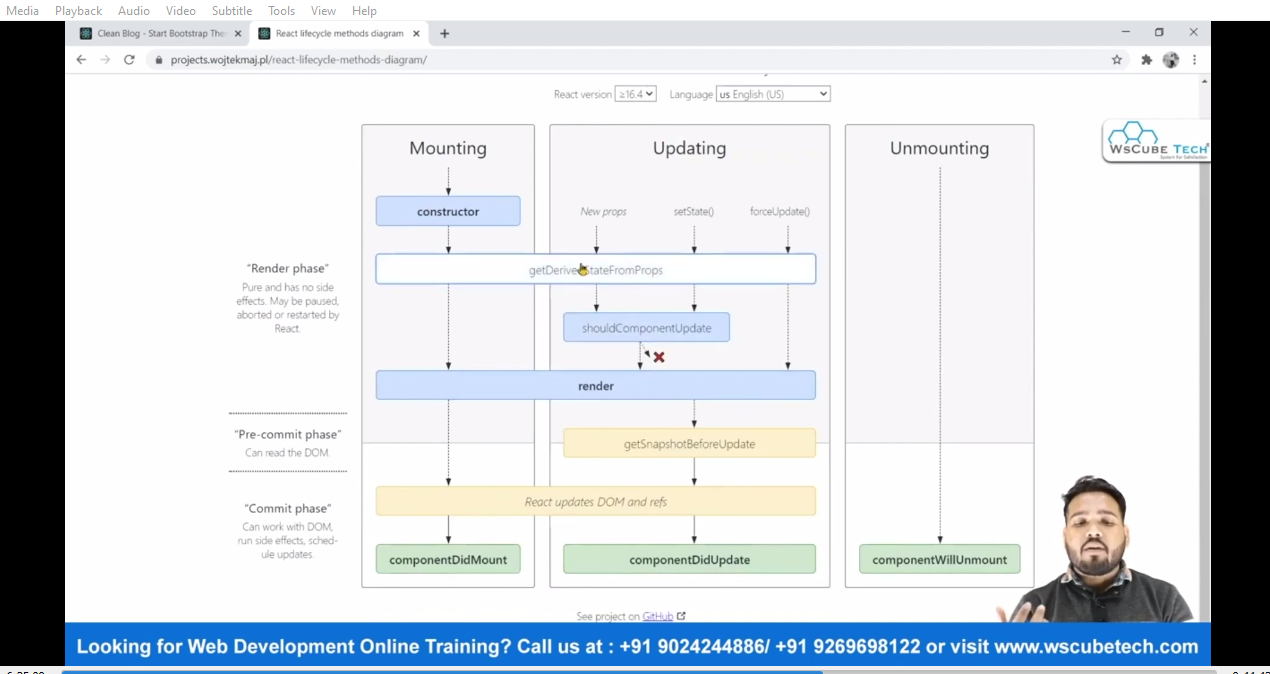 Media Playback Audio Video Subtitle Tools View Help
Clean Blog - Start Bootstrap The
React lifecycle methods diagram
projects.wojtekmaj.pl/react-lifecycle-methods-diagram/
React version ≥16.4 Language us English (US)
Mounting Updating Unmounting
WsCube Tech
System For Satisfaction
constructor
New props setState() forceUpdate()
"Render phase"
Pure and has no side
effects. May be paused,
aborted or restarted by
React.
getDerivedStateFromProps
shouldComponentUpdate
render
"Pre-commit phase"
Can read the DOM.
getSnapshotBeforeUpdate
React updates DOM and refs
"Commit phase"
Can work with DOM,
run side effects, sched-
ule updates.
componentDidMount componentDidUpdate componentWillUnmount
See project on GitHub
Looking for Web Development Online Training? Call us at : +91 9024244886/ +91 9269698122 or visit www.wscubetech.com